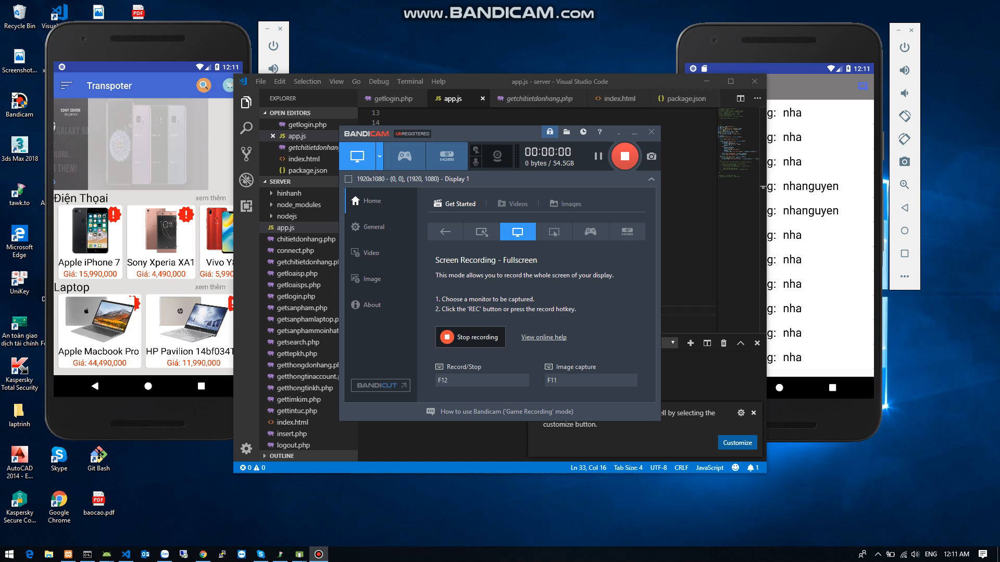 www.BANDICAM.com
Recycle Bin
Visual
Screenshot...
Bandicam
3ds Max 2018
tawk.to
Microsoft
Edge
UniKey
An toàn giao
dịch tài chính
Kaspersky
Total Security
laptrinh
AutoCAD
2014 - E...
Skype
Git Bash
Kaspersky
Secure Co...
Google
Chrome
baocao.pdf
PDF
12:11
Transpoter
SONY CENTER
GALAXY S9
COLORS...
THEM!
Điện Thoại
xem thêm
Apple iPhone 7
Giá: 15,990,000
Sony Xperia XA1
Giá: 4,490,000
Vivo Y8
Giá: 5,990
Laptop
xem thêm
Apple Macbook Pro
Giá: 44,490,000
HP Pavilion 14bf034T
Giá: 11,990,000
File Edit Selection View Go Debug Terminal Help
app.js - server - Visual Studio Code
EXPLORER
getlogin.php
JS app.js
getchitietdonhang.php
<> index.html
{} package.json
OPEN EDITORS
getlogin.php
JS app.js
getchitietdonhang
<> index.html
{} package.json
SERVER
hinhanh
node_modules
nodejs
JS app.js
chitietdonhang.php
connect.php
getchitietdonhang.ph
getloaisp.php
getloaisps.php
getlogin.php
getsanpham.php
getsanphamlaptop.p
getsanphammoinhat
getsearch.php
gettepkh.php
getthongdonhang.ph
getthongtinaccount.
getthongtinkh.php
gettimkim.php
gettintuc.php
<> index.html
insert.php
logout.php
OUTLINE
13
14
BANDICAM UNREGISTERED
HDMI
00:00:00
0 bytes / 54.5GB
1920x1080 - (0, 0), (1920, 1080) - Display 1
Home
General
Video
Image
About
BANDICUT
Get Started
Videos
Images
HDMI
Screen Recording - Fullscreen
This mode allows you to record the whole screen of your display.
1. Choose a monitor to be captured.
2. Click the 'REC' button or press the record hotkey.
Stop recording
View online help
Record/Stop
F12
Image capture
F11
How to use Bandicam ('Game Recording' mode)
ell by selecting the
customize button.
Customize
0 0
Ln 33, Col 16 Tab Size: 4 UTF-8 CRLF JavaScript 1
12:11
g: nha
g: nha
g: nha
g: nhanguyen
g: nhanguyen
g: nha
g: nha
g: nha
g: nha
g: nha
g: nha
ENG 12:11 AM